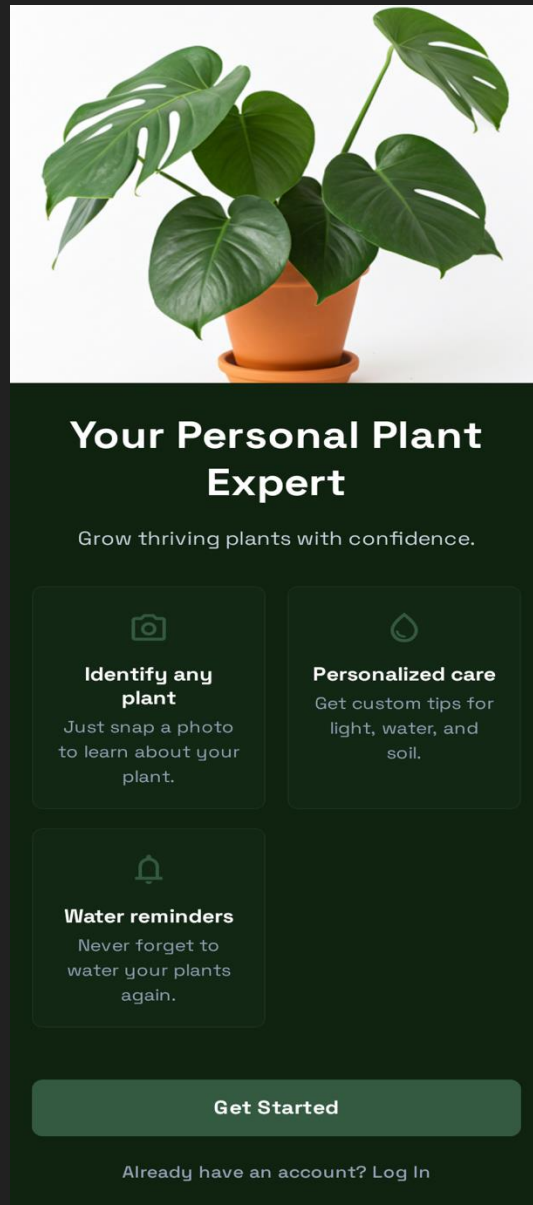 Your Personal Plant
Expert
Grow thriving plants with confidence.
Identify any
plant
Just snap a photo
to learn about your
plant.
Personalized care
Get custom tips for
light, water, and
soil.
Water reminders
Never forget to
water your plants
again.
Get Started
Already have an account? Log In